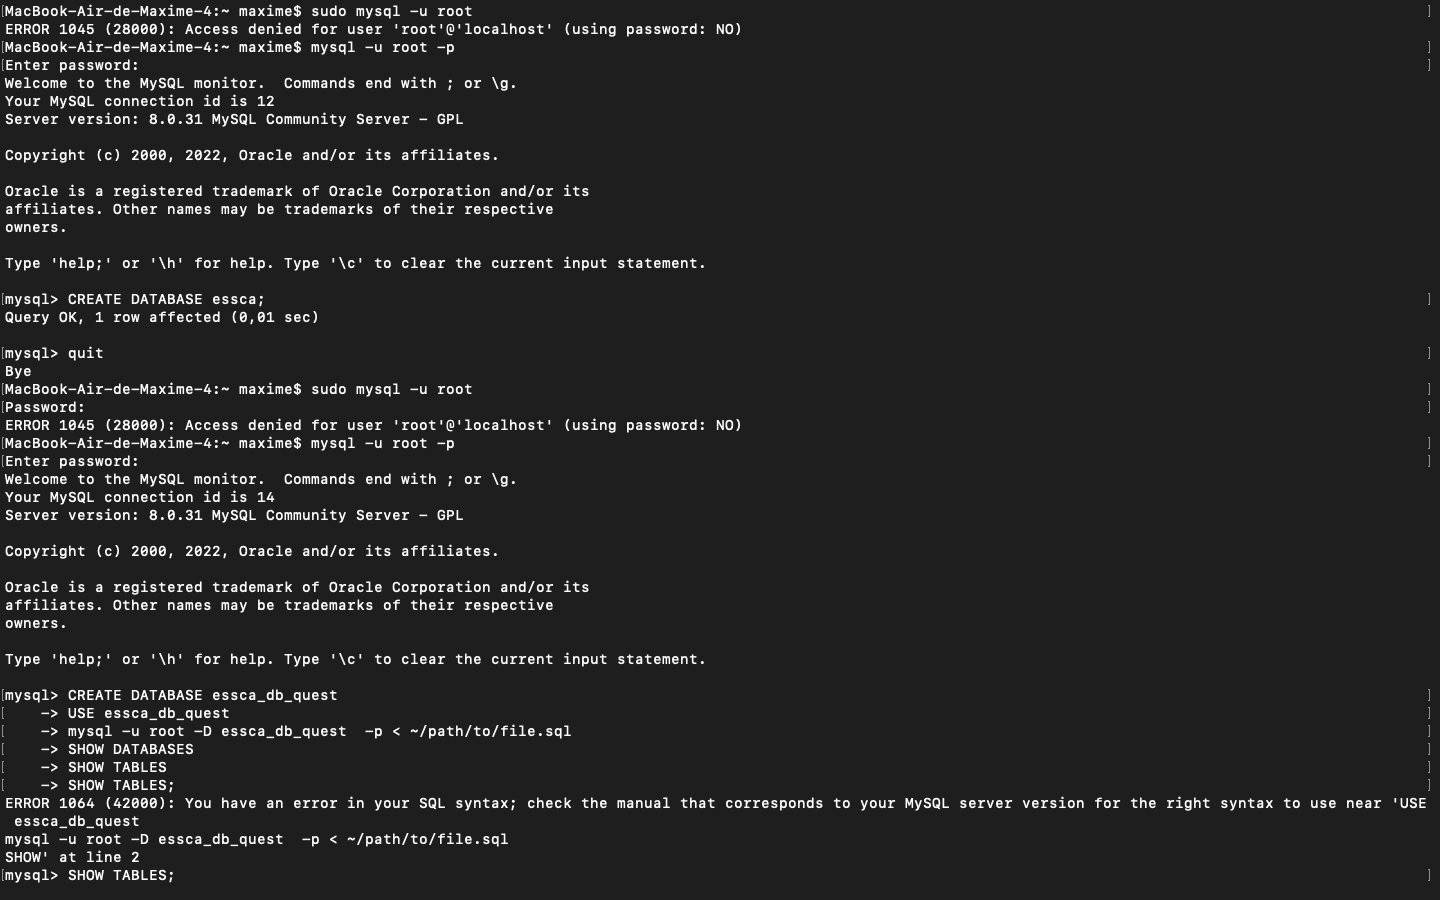 [MacBook-Air-de-Maxime-4:~ maxime$ sudo mysql -u root ]
ERROR 1045 (28000): Access denied for user 'root'@'localhost' (using password: NO)
[MacBook-Air-de-Maxime-4:~ maxime$ mysql -u root -p ]
[Enter password: ]
Welcome to the MySQL monitor.  Commands end with ; or \g.
Your MySQL connection id is 12
Server version: 8.0.31 MySQL Community Server - GPL

Copyright (c) 2000, 2022, Oracle and/or its affiliates.

Oracle is a registered trademark of Oracle Corporation and/or its
affiliates. Other names may be trademarks of their respective
owners.

Type 'help;' or '\h' for help. Type '\c' to clear the current input statement.

[mysql> CREATE DATABASE essca; ]
Query OK, 1 row affected (0,01 sec)

[mysql> quit ]
Bye
[MacBook-Air-de-Maxime-4:~ maxime$ sudo mysql -u root ]
[Password: ]
ERROR 1045 (28000): Access denied for user 'root'@'localhost' (using password: NO)
[MacBook-Air-de-Maxime-4:~ maxime$ mysql -u root -p ]
[Enter password: ]
Welcome to the MySQL monitor.  Commands end with ; or \g.
Your MySQL connection id is 14
Server version: 8.0.31 MySQL Community Server - GPL

Copyright (c) 2000, 2022, Oracle and/or its affiliates.

Oracle is a registered trademark of Oracle Corporation and/or its
affiliates. Other names may be trademarks of their respective
owners.

Type 'help;' or '\h' for help. Type '\c' to clear the current input statement.

[mysql> CREATE DATABASE essca_db_quest ]
[    -> USE essca_db_quest ]
[    -> mysql -u root -D essca_db_quest  -p < ~/path/to/file.sql ]
[    -> SHOW DATABASES ]
[    -> SHOW TABLES ]
[    -> SHOW TABLES; ]
ERROR 1064 (42000): You have an error in your SQL syntax; check the manual that corresponds to your MySQL server version for the right syntax to use near 'USE
 essca_db_quest
mysql -u root -D essca_db_quest  -p < ~/path/to/file.sql
SHOW' at line 2
[mysql> SHOW TABLES; ]